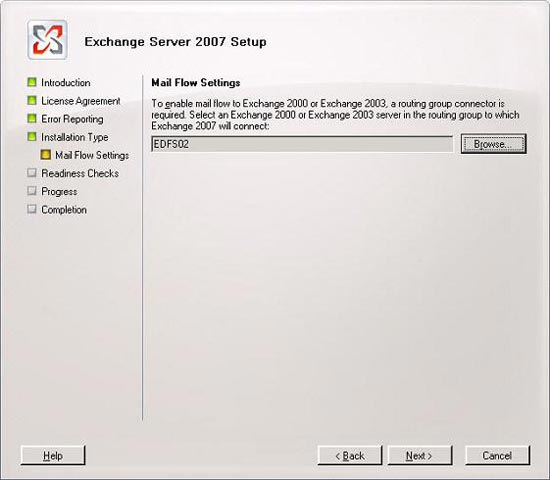 Exchange Server 2007 Setup
Introduction
License Agreement
Error Reporting
Installation Type
Mail Flow Settings
Readiness Checks
Progress
Completion
Mail Flow Settings
To enable mail flow to Exchange 2000 or Exchange 2003, a routing group connector is
required. Select an Exchange 2000 or Exchange 2003 server in the routing group to which
Exchange 2007 will connect:
EDFS02
Browse...
Help
< Back
Next >
Cancel